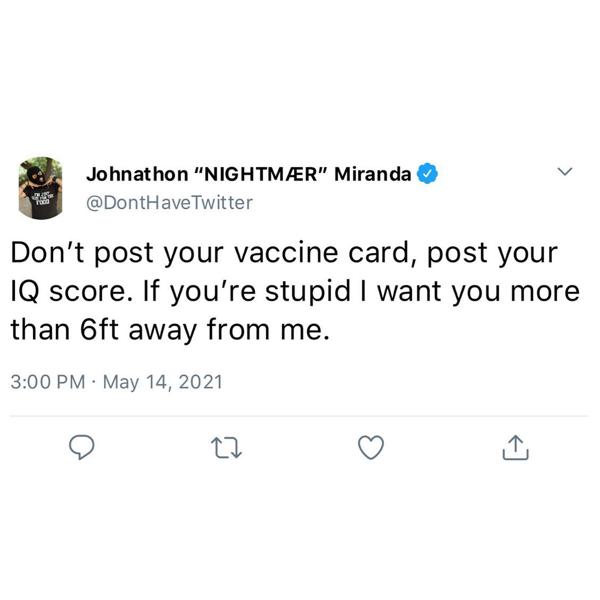 Johnathon “NIGHTMÆR” Miranda
@DontHaveTwitter
Don’t post your vaccine card, post your
IQ score. If you’re stupid I want you more
than 6ft away from me.
3:00 PM · May 14, 2021